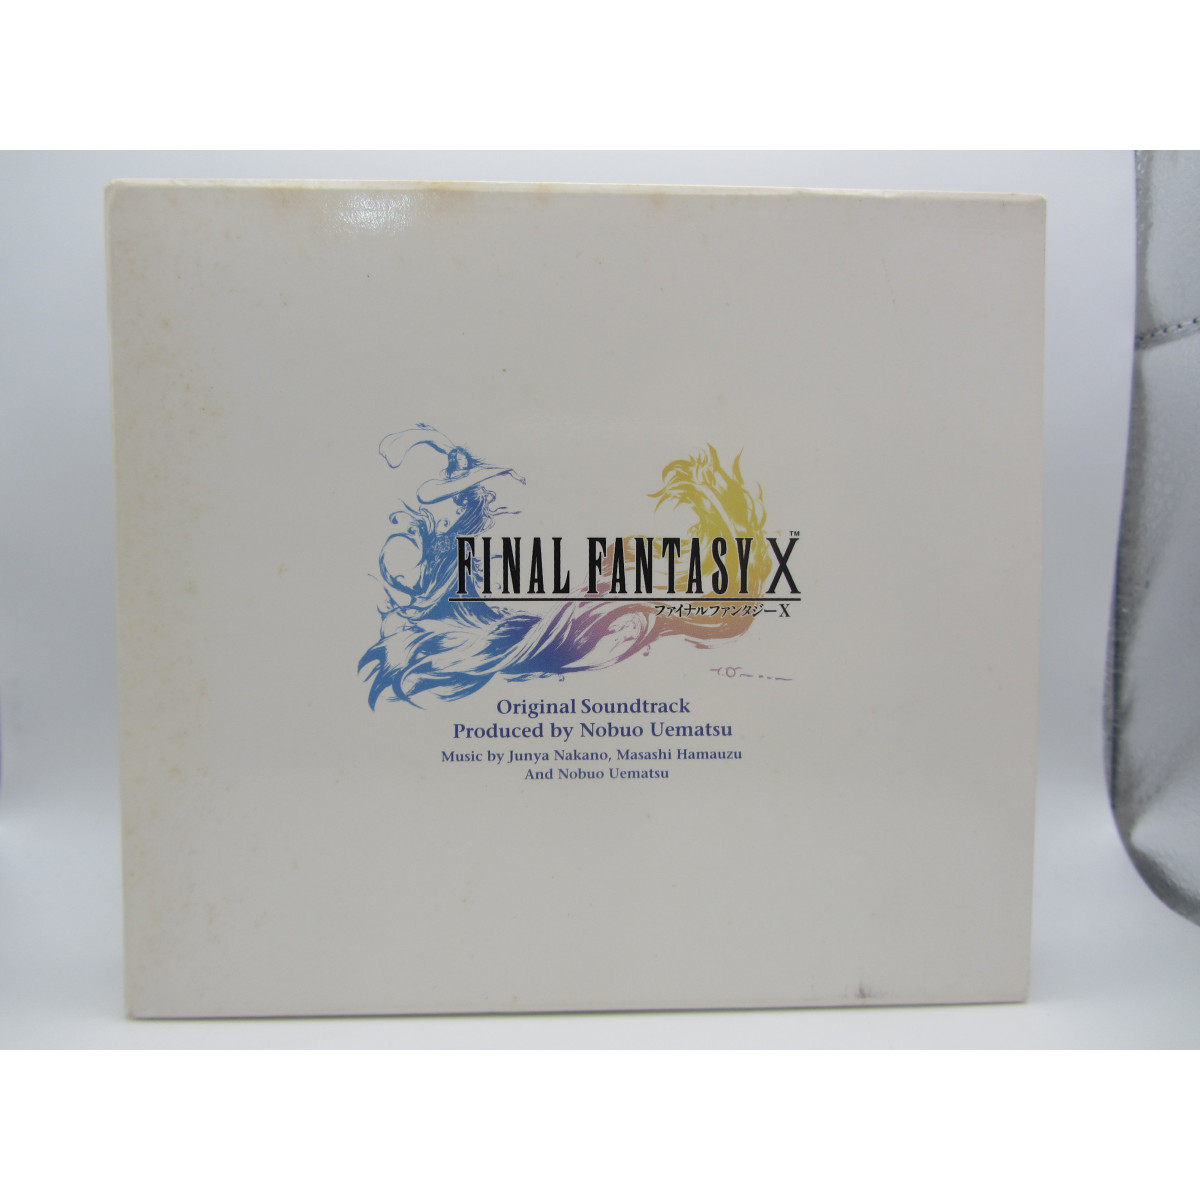 FINAL FANTASY X™
ファイナルファンタジーX
Original Soundtrack
Produced by Nobuo Uematsu
Music by Junya Nakano, Masashi Hamauzu
And Nobuo Uematsu